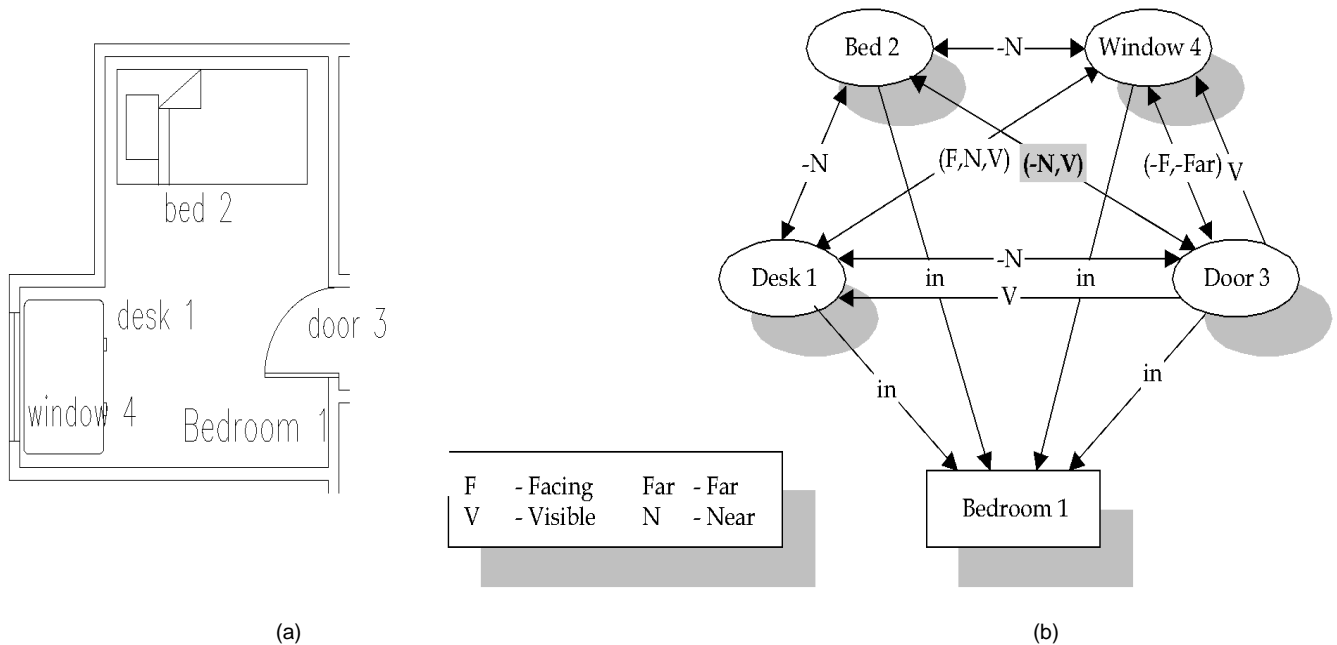 bed 2
desk 1
door 3
window 4
Bedroom 1
(a)
Bed 2
-N
Window 4
-N
(F,N,V)
(-N,V)
(-F,-Far)
V
Desk 1
-N
Door 3
in
in
V
in
in
Bedroom 1
F - Facing Far - Far
V - Visible N - Near
(b)